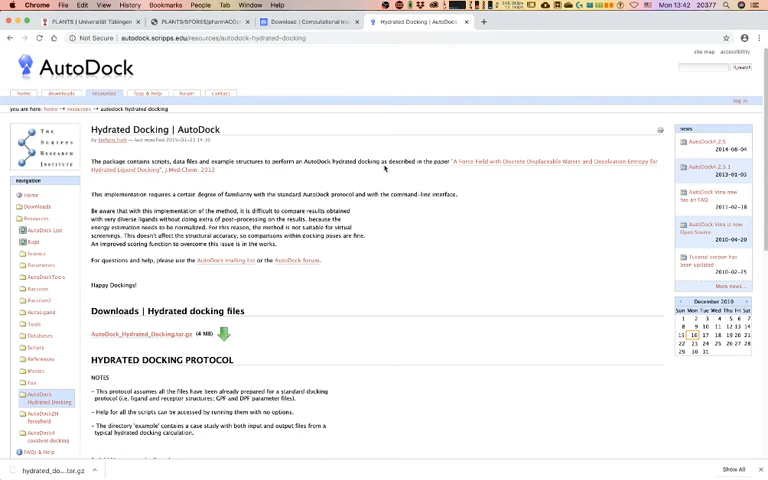 Chrome File Edit View History Bookmarks People Tab Window Help
Mon 13:42 20377
PLANTS | Universität Tübingen
PLANTS/SPORES/pharmACO
Download | Computational In
Hydrated Docking | AutoDoc
Not Secure | autodock.scripps.edu/resources/autodock-hydrated-docking
site map accessibility
AutoDock
search
home downloads resources faqs & help forum contact
log in
you are here: home → resources → autodock hydrated docking
THE
SCRIPPS
RESEARCH
INSTITUTE
navigation
Home
Downloads
Resources
AutoDock List
Bugs
Science
Parameters
AutoDockTools
Raccoon
Raccoon2
AutoLigand
Tools
Databases
Scripts
References
Movies
Fun
AutoDock
Hydrated Docking
AutoDockZN
forcefield
AutoDock4
covalent docking
FAQs & Help
Hydrated Docking | AutoDock
by Stefano Forli — last modified 2015-01-23 14:10
The package contains scripts, data files and example structures to perform an AutoDock hydrated docking as described in the paper "A Force Field with Discrete Displaceable Waters and Desolvation Entropy for
Hydrated Ligand Docking", J.Med.Chem. 2012
This implementation requires a certain degree of familiarity with the standard AutoDock protocol and with the command-line interface.
Be aware that with this implementation of the method, it is difficult to compare results obtained
with very diverse ligands without doing extra of post-processing on the results, because the
energy estimation needs to be normalized. For this reason, the method is not suitable for virtual
screenings. This doesn't affect the structural accuracy, so comparisons within docking poses are fine.
An improved scoring function to overcome this issue is in the works.
For questions and help, please use the AutoDock mailing list or the AutoDock forum.
Happy Dockings!
Downloads | Hydrated docking files
AutoDock_Hydrated_Docking.tar.gz (4 MB)
HYDRATED DOCKING PROTOCOL
NOTES
- This protocol assumes all the files have been already prepared for a standard docking
protocol (i.e. ligand and receptor structures; GPF and DPF parameter files).
- Help for all the scripts can be accessed by running them with no options.
- The directory 'example' contains a case study with both input and output files from a
typical hydrated docking calculation.
news
AutoDock4.2.6
2014-08-04
AutoDock4.2.5.1
2013-01-03
AutoDock Vina now
has an FAQ
2011-02-18
AutoDock Vina is now
Open Source
2010-04-20
Tutorial section has
been updated
2010-02-25
More news...
« December 2019 »
Sun Mon Tue Wed Thu Fri Sat
1 2 3 4 5 6 7
8 9 10 11 12 13 14
15 16 17 18 19 20 21
22 23 24 25 26 27 28
29 30 31
hydrated_do....tar.gz
Show All